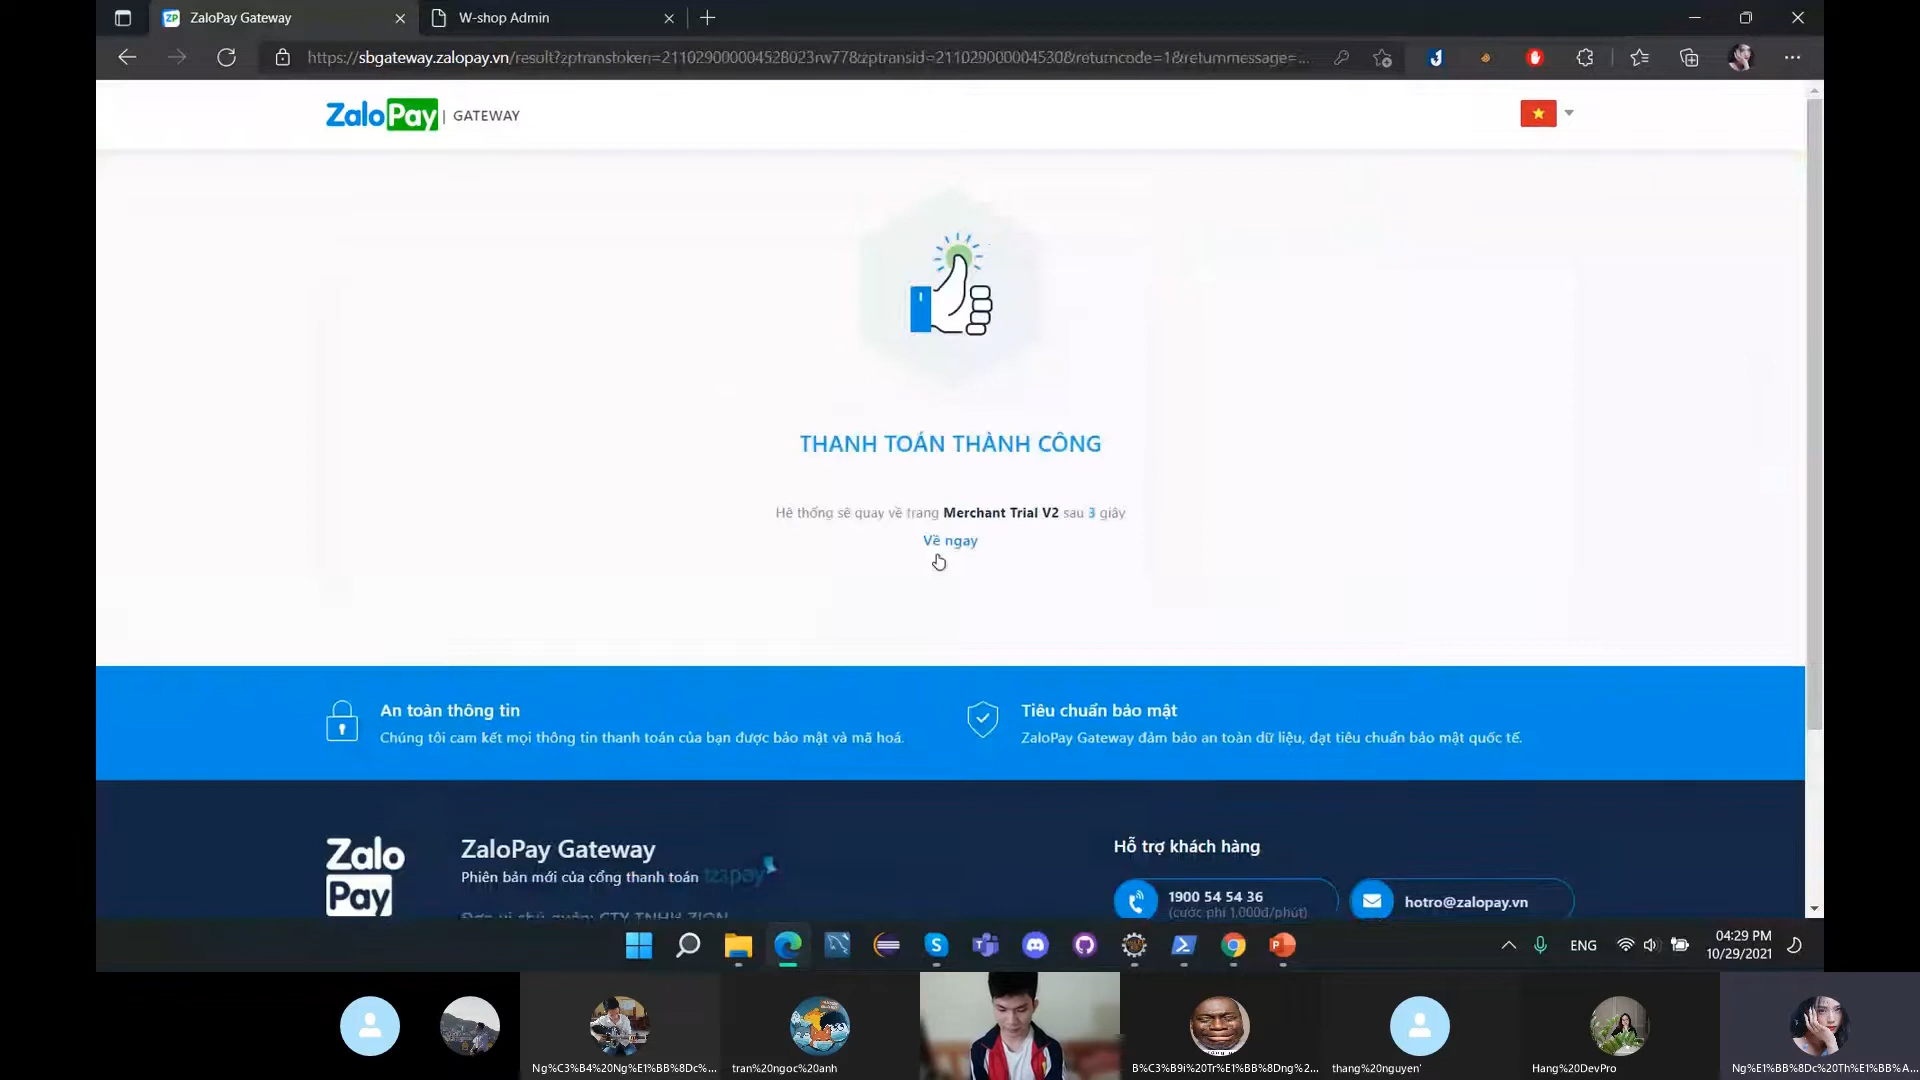 ZaloPay Gateway
W-shop Admin
https://sbgateway.zalopay.vn/result?zptranstoken=211029000004528023rw77&zptransid=211029000004530&returncode=1&returnmessage=...
ZaloPay | GATEWAY
THANH TOÁN THÀNH CÔNG
Hệ thống sẽ quay về trang Merchant Trial V2 sau 3 giây
Về ngay
An toàn thông tin
Chúng tôi cam kết mọi thông tin thanh toán của bạn được bảo mật và mã hoá.
Tiêu chuẩn bảo mật
ZaloPay Gateway đảm bảo an toàn dữ liệu, đạt tiêu chuẩn bảo mật quốc tế.
Zalo
Pay
ZaloPay Gateway
Phiên bản mới của cổng thanh toán 123pay
Hỗ trợ khách hàng
1900 54 54 36
(cước phí 1,000đ/phút)
hotro@zalopay.vn
ENG
04:29 PM
10/29/2021
Ng%C3%B4%20Ng%E1%BB%8Dc%...
tran%20ngoc%20anh
B%C3%B9i%20Tr%E1%BB%8Dng%2...
thang%20nguyen'
Hang%20DevPro
Ng%E1%BB%8Dc%20Th%E1%BB%A...